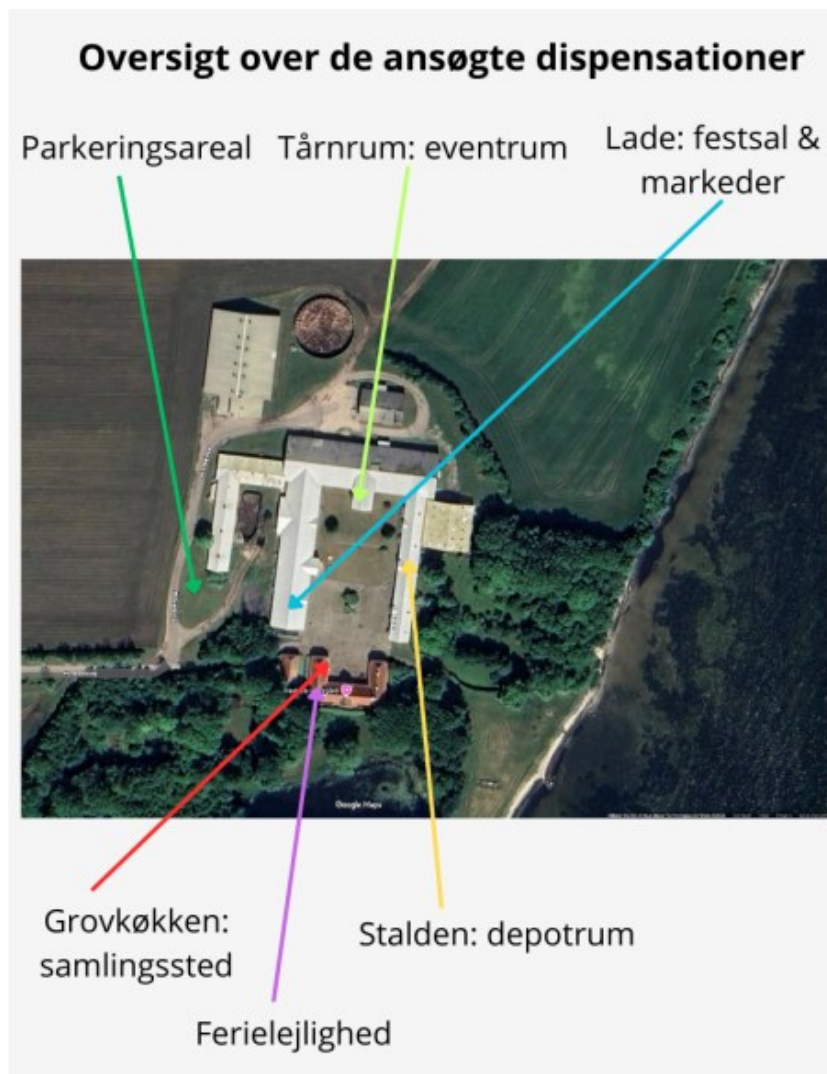 Oversigt over de ansøgte dispensationer
Parkeringsareal
Tårnrum: eventrum
Lade: festsal &
markeder
Google Maps
Grovkøkken:
samlingssted
Stalden: depotrum
Ferielejlighed